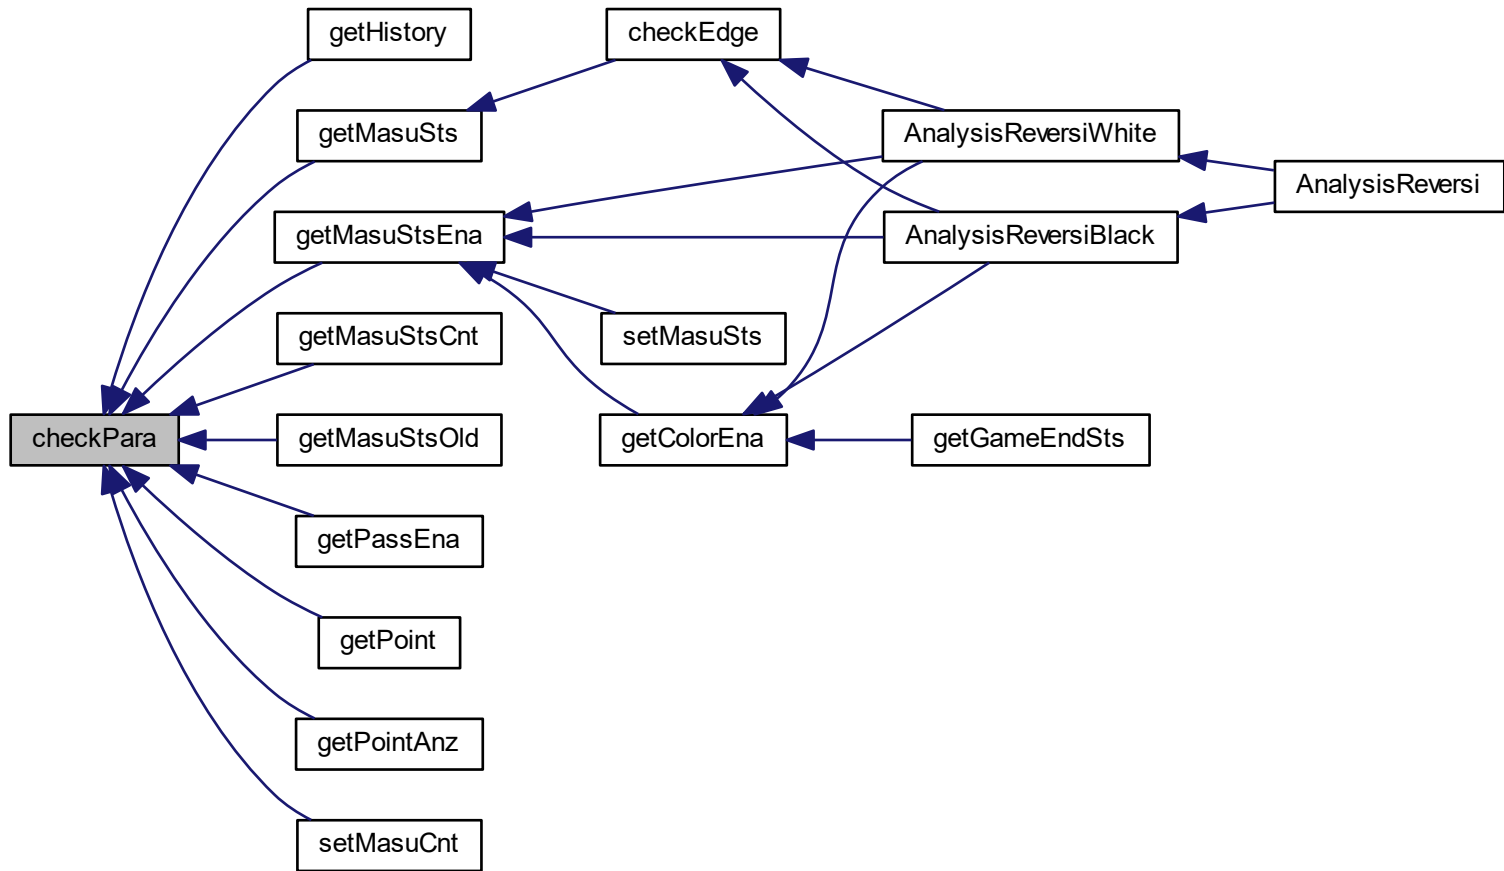 getHistory
checkEdge
getMasuSts
AnalysisReversiWhite
AnalysisReversi
getMasuStsEna
AnalysisReversiBlack
getMasuStsCnt
setMasuSts
checkPara
getMasuStsOld
getColorEna
getGameEndSts
getPassEna
getPoint
getPointAnz
setMasuCnt